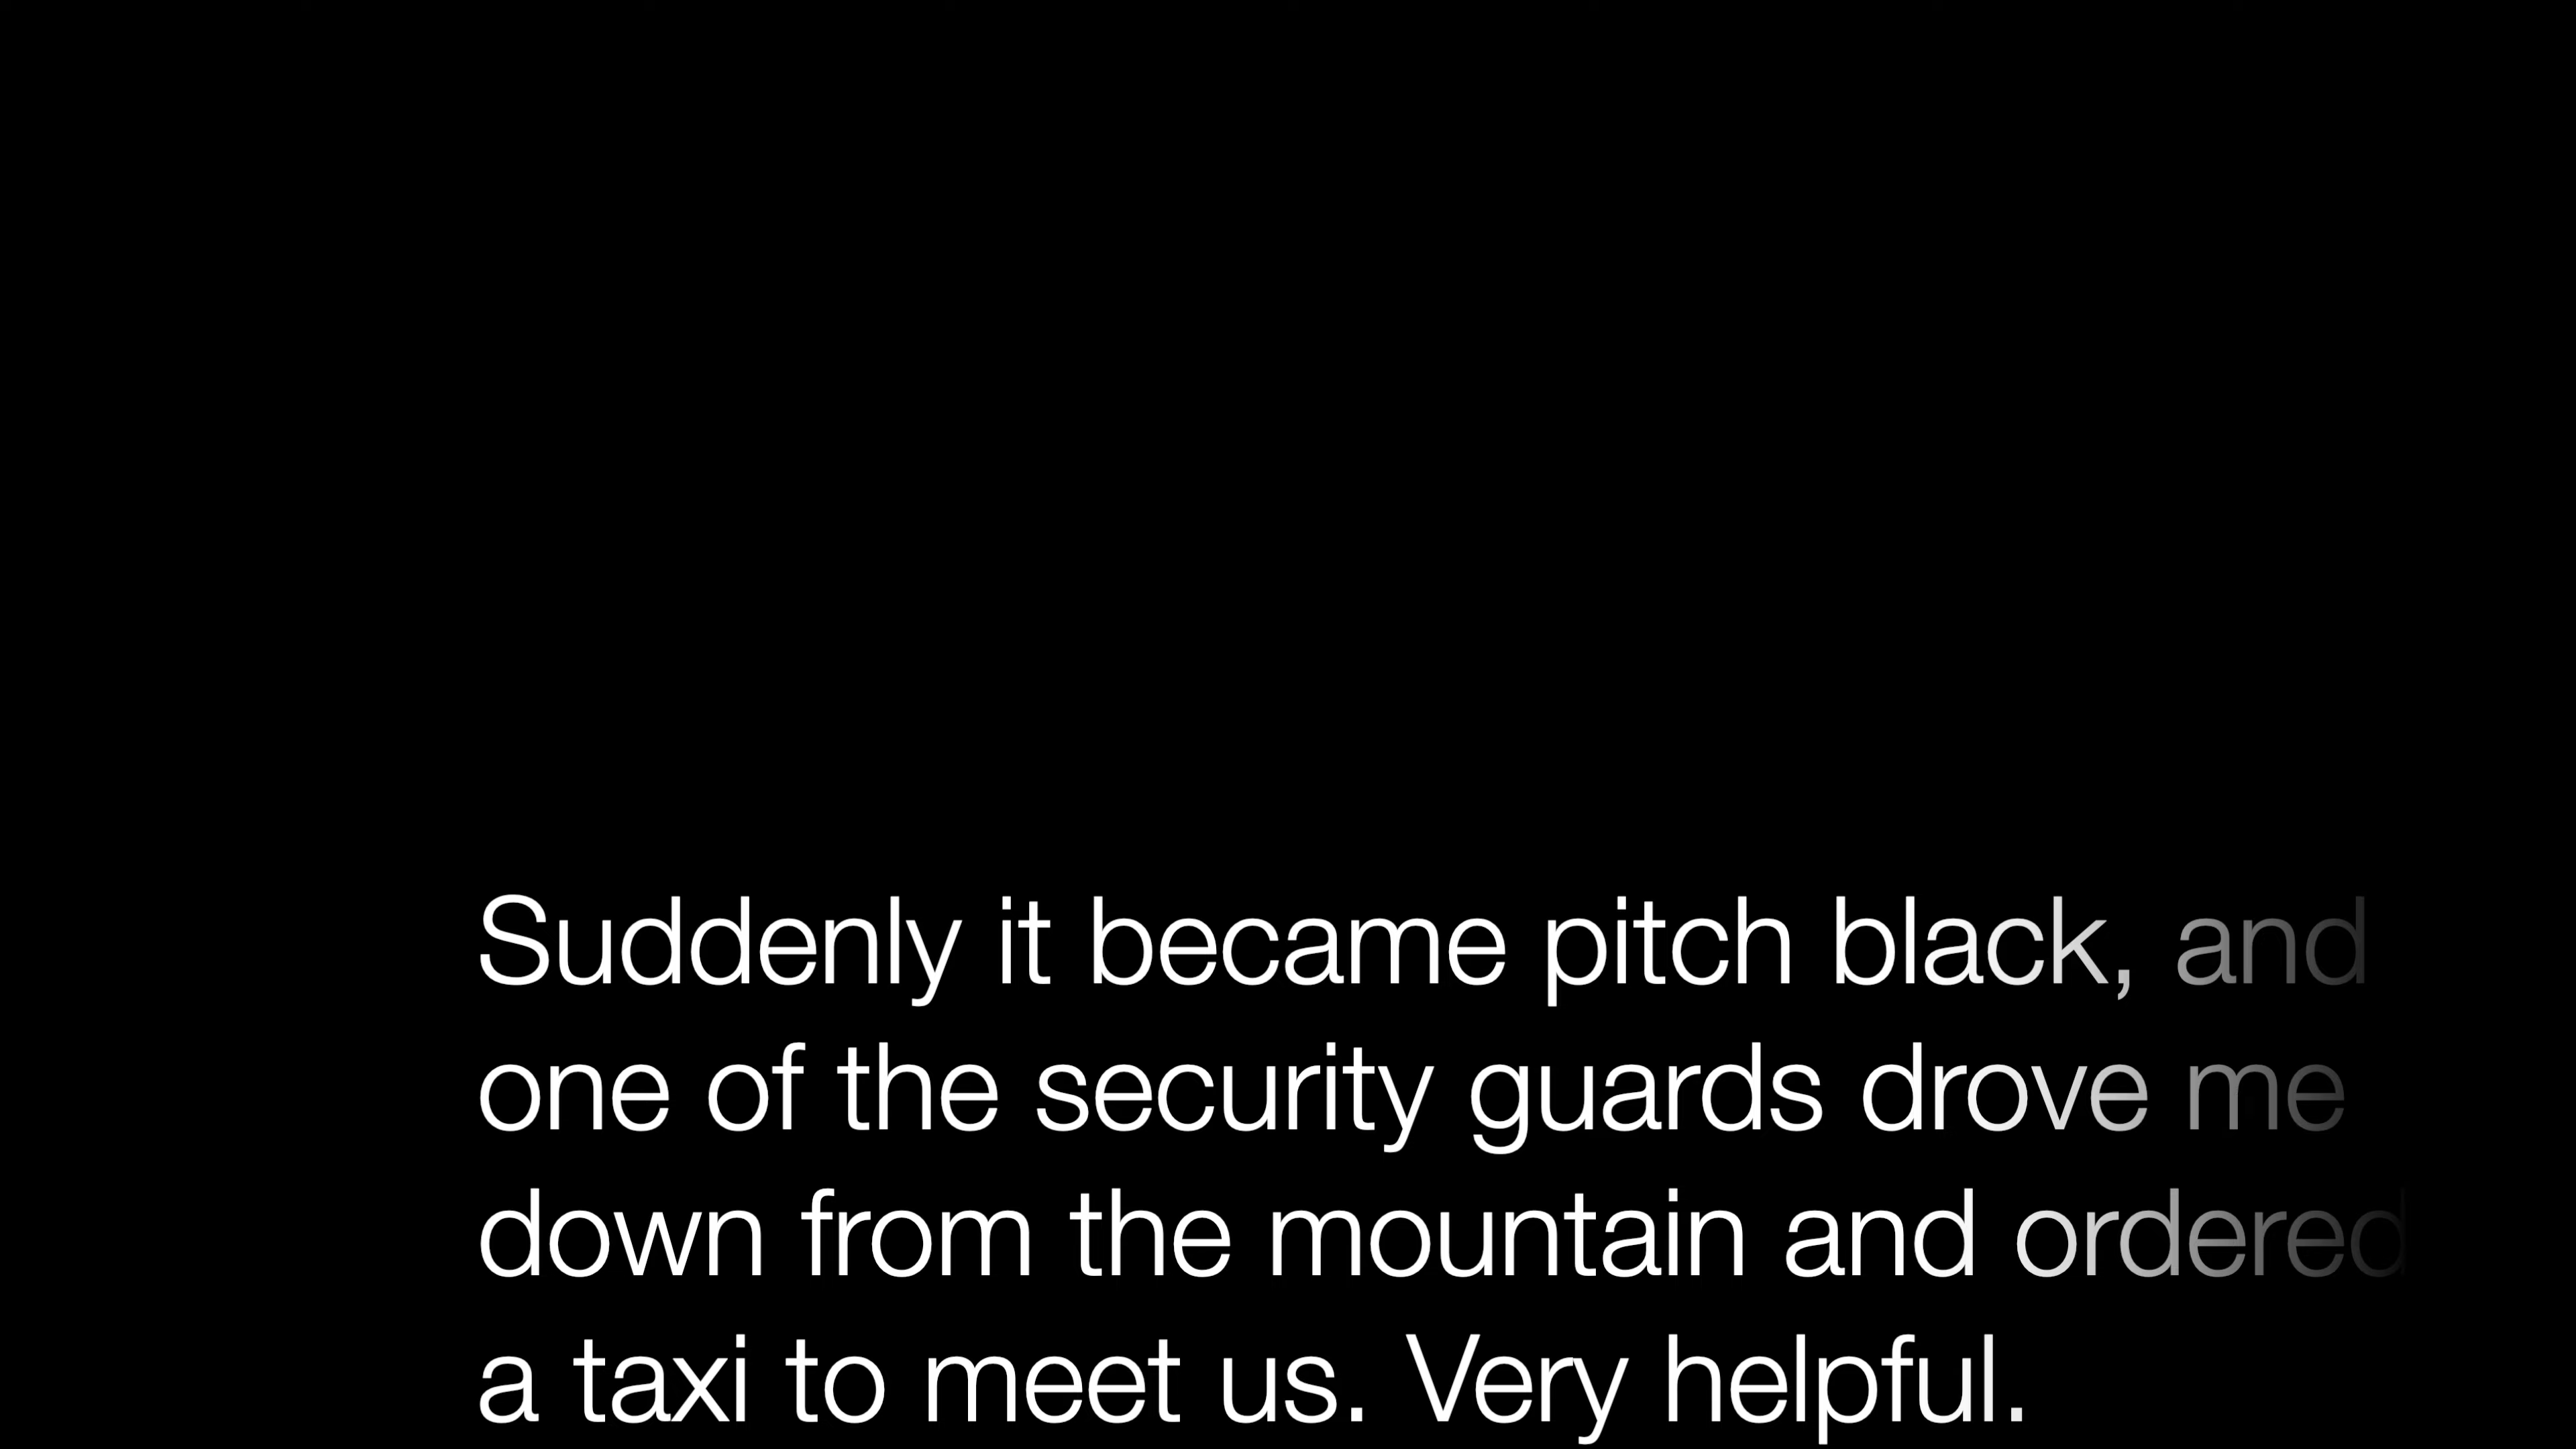 Suddenly it became pitch black, and
one of the security guards drove me
down from the mountain and ordered
a taxi to meet us. Very helpful.